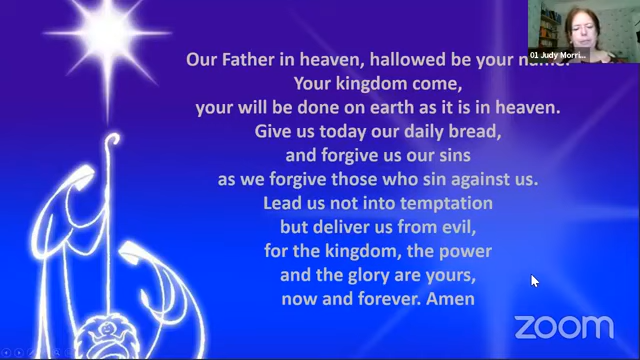 01 Judy Morri...
Our Father in heaven, hallowed be your name.
Your kingdom come,
your will be done on earth as it is in heaven.
Give us today our daily bread,
and forgive us our sins
as we forgive those who sin against us.
Lead us not into temptation
but deliver us from evil,
for the kingdom, the power
and the glory are yours,
now and forever. Amen
zoom